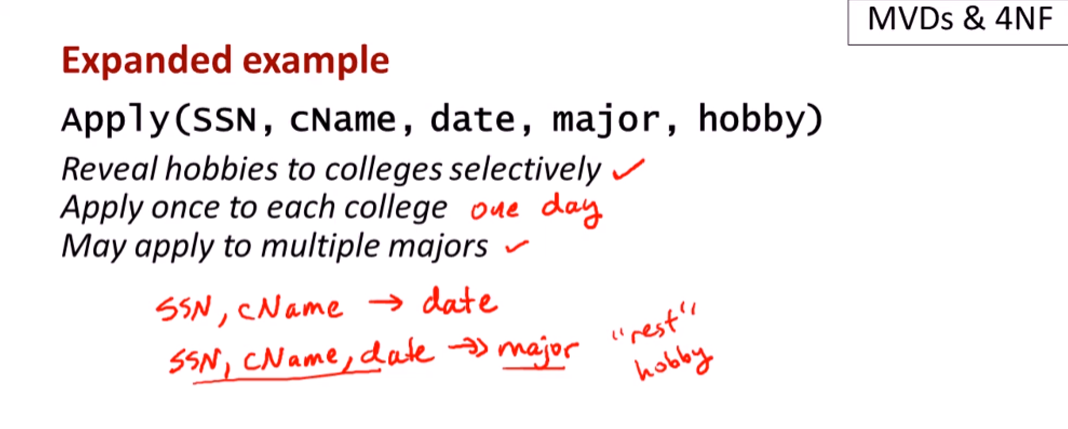 MVDs & 4NF
Expanded example
Apply(SSN, cName, date, major, hobby)
Reveal hobbies to colleges selectively ✓
Apply once to each college one day
May apply to multiple majors ✓
SSN, cName → date
SSN, cName, date ↠ major "rest"
hobby